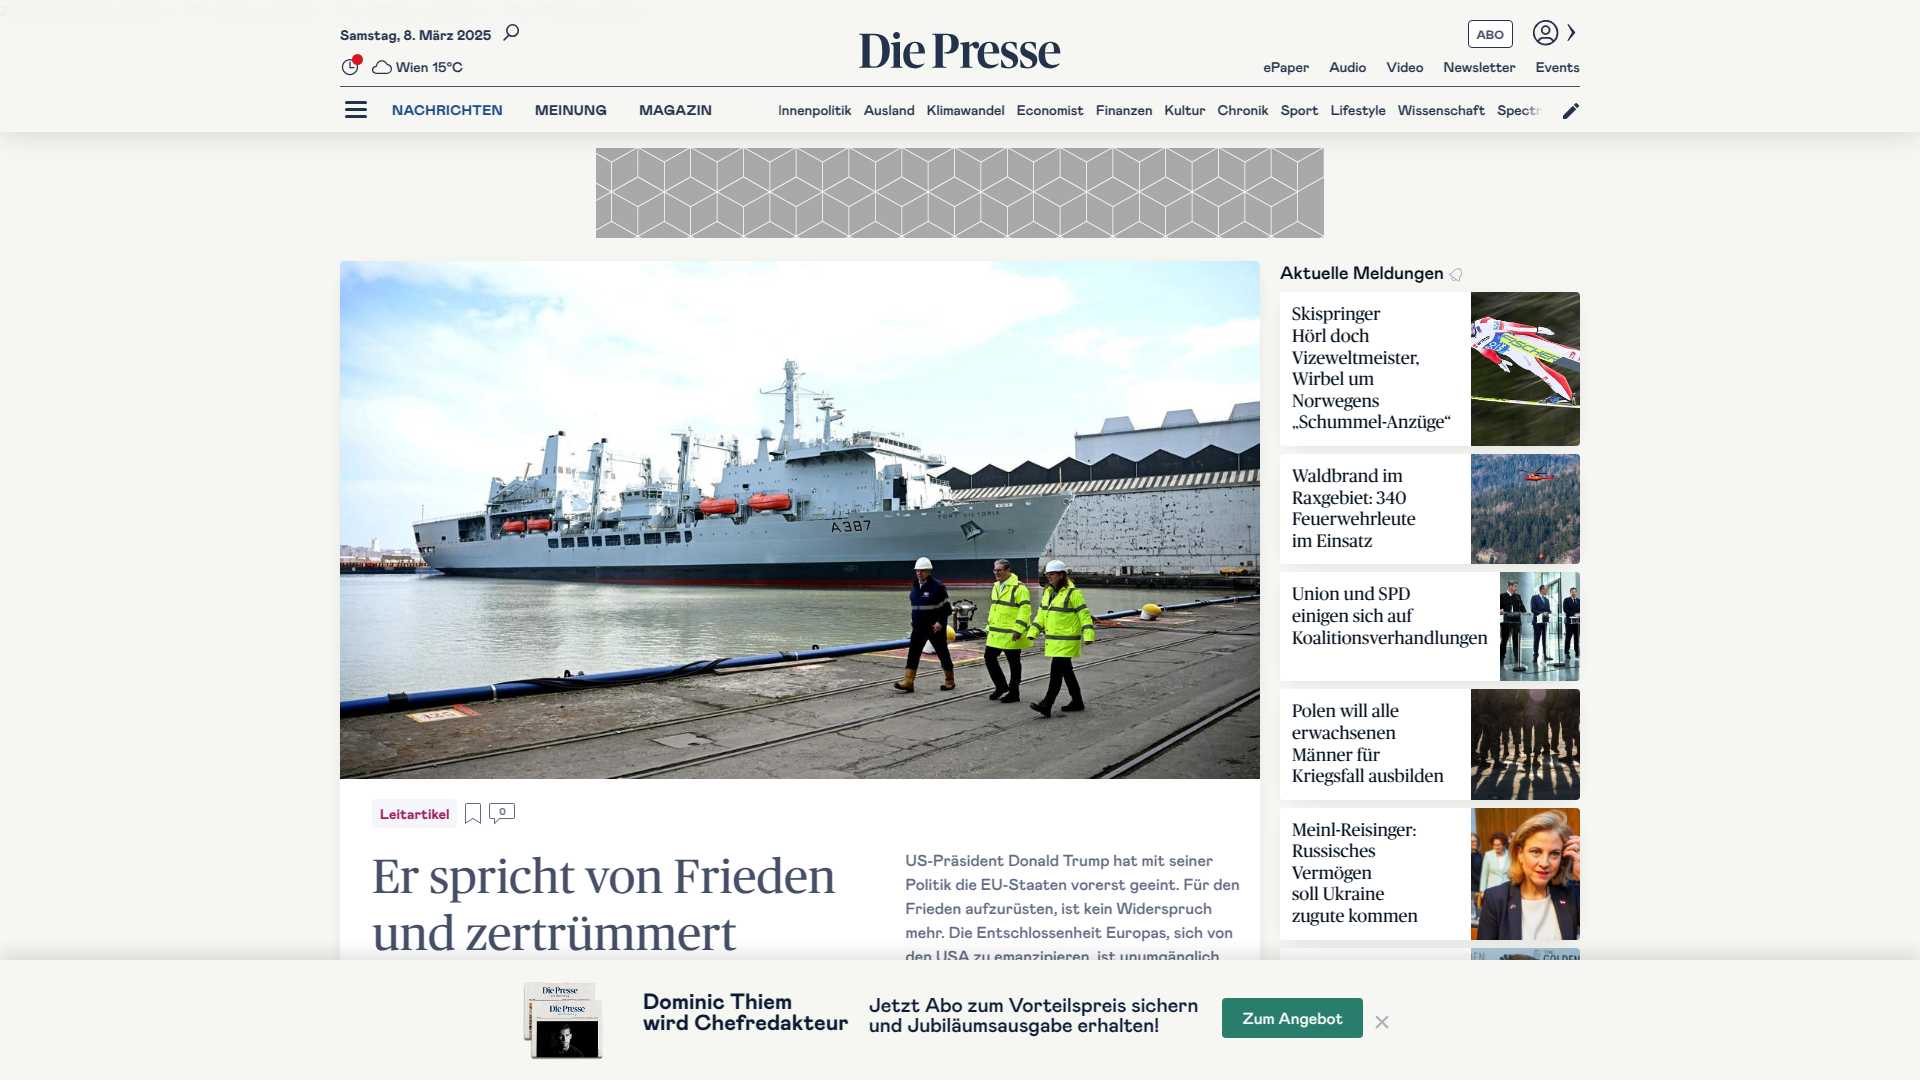 Samstag, 8. März 2025
Die Presse
ABO
Wien 15°C
ePaper Audio Video Newsletter Events
NACHRICHTEN MEINUNG MAGAZIN
Innenpolitik Ausland Klimawandel Economist Finanzen Kultur Chronik Sport Lifestyle Wissenschaft Spectr
A387
FORT VICTORIA
Leitartikel
0
Er spricht von Frieden
und zertrümmert
US-Präsident Donald Trump hat mit seiner
Politik die EU-Staaten vorerst geeint. Für den
Frieden aufzurüsten, ist kein Widerspruch
mehr. Die Entschlossenheit Europas, sich von
den USA zu emanzipieren, ist unumgänglich
Aktuelle Meldungen
Skispringer
Hörl doch
Vizeweltmeister,
Wirbel um
Norwegens
„Schummel-Anzüge“
FISCHER
Waldbrand im
Raxgebiet: 340
Feuerwehrleute
im Einsatz
Union und SPD
einigen sich auf
Koalitionsverhandlungen
Polen will alle
erwachsenen
Männer für
Kriegsfall ausbilden
Meinl-Reisinger:
Russisches
Vermögen
soll Ukraine
zugute kommen
GOLDEN
Die Presse
Die Presse
Dominic Thiem
wird Chefredakteur
Jetzt Abo zum Vorteilspreis sichern
und Jubiläumsausgabe erhalten!
Zum Angebot